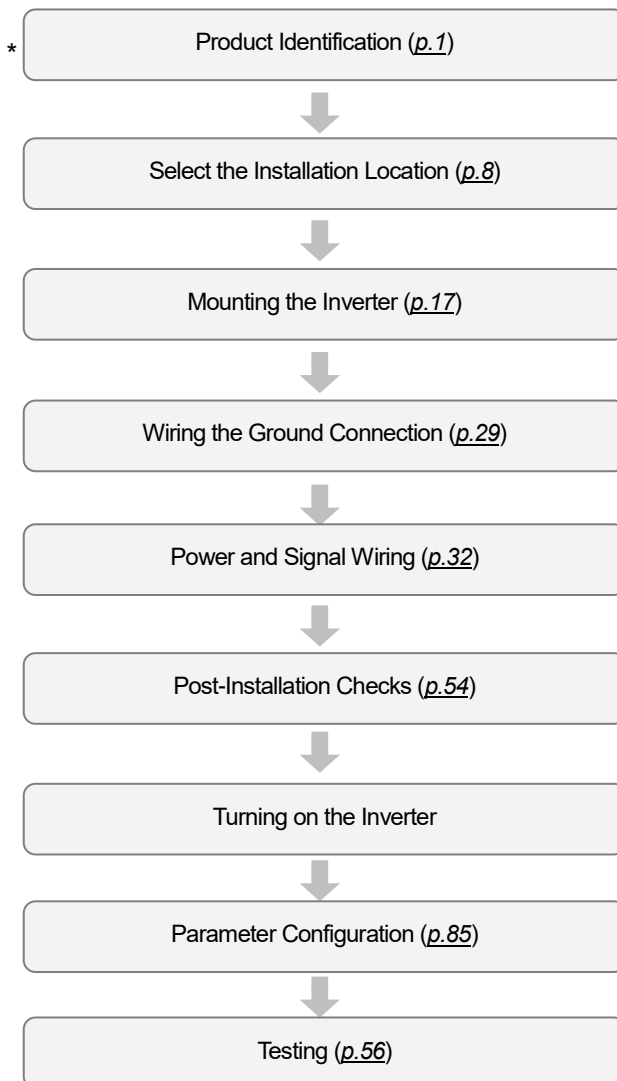 * Product Identification (p.1)
Select the Installation Location (p.8)
Mounting the Inverter (p.17)
Wiring the Ground Connection (p.29)
Power and Signal Wiring (p.32)
Post-Installation Checks (p.54)
Turning on the Inverter
Parameter Configuration (p.85)
Testing (p.56)